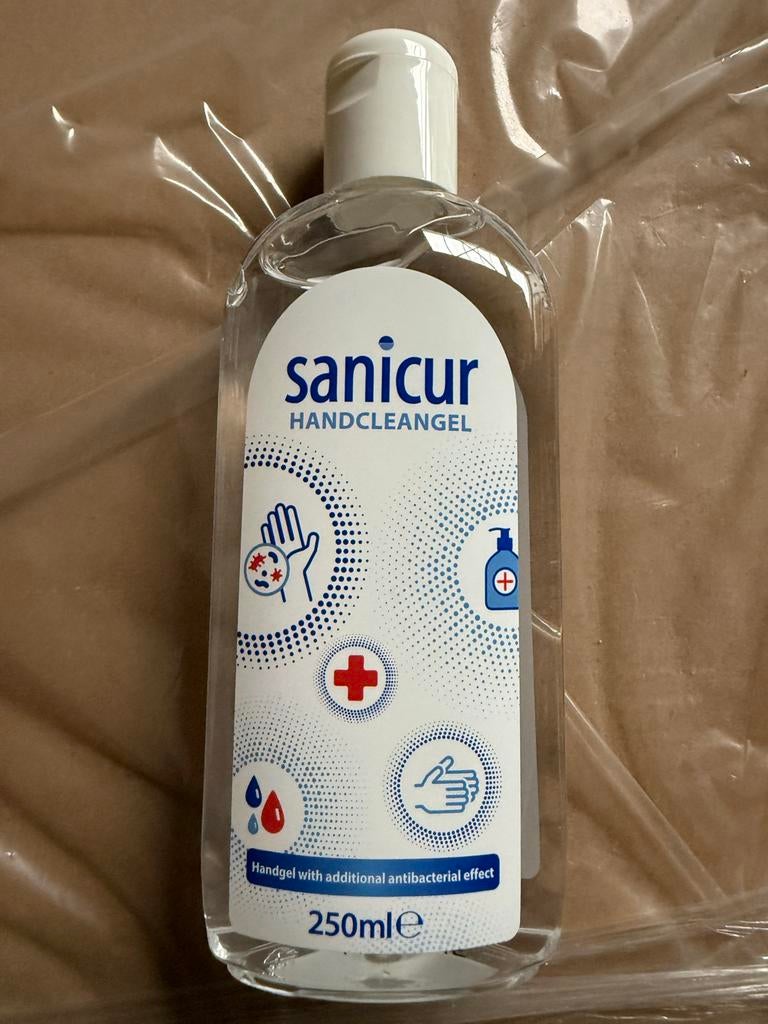 sanicur
HANDCLEANGEL
Handgel with additional antibacterial effect
250ml℮